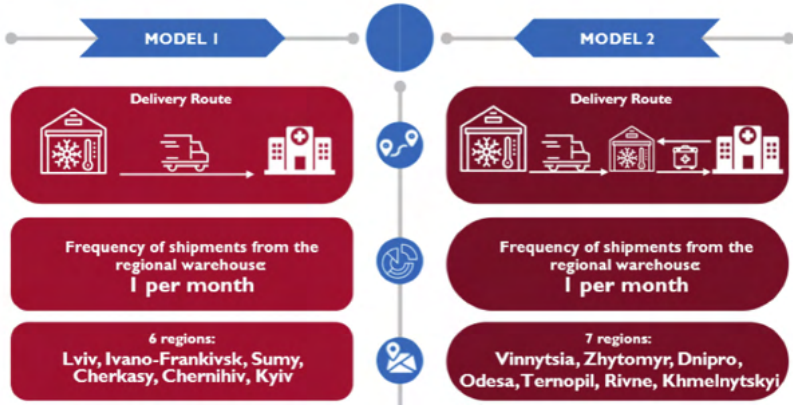 MODEL 1
Delivery Route
Frequency of shipments from the
regional warehouse:
1 per month
6 regions:
Lviv, Ivano-Frankivsk, Sumy,
Cherkasy, Chernihiv, Kyiv
MODEL 2
Delivery Route
Frequency of shipments from the
regional warehouse:
1 per month
7 regions:
Vinnytsia, Zhytomyr, Dnipro,
Odesa, Ternopil, Rivne, Khmelnytskyi